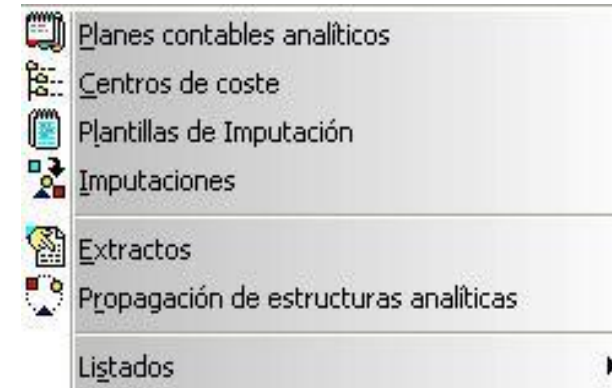 Planes contables analíticos
Centros de coste
Plantillas de Imputación
Imputaciones
Extractos
Propagación de estructuras analíticas
Listados